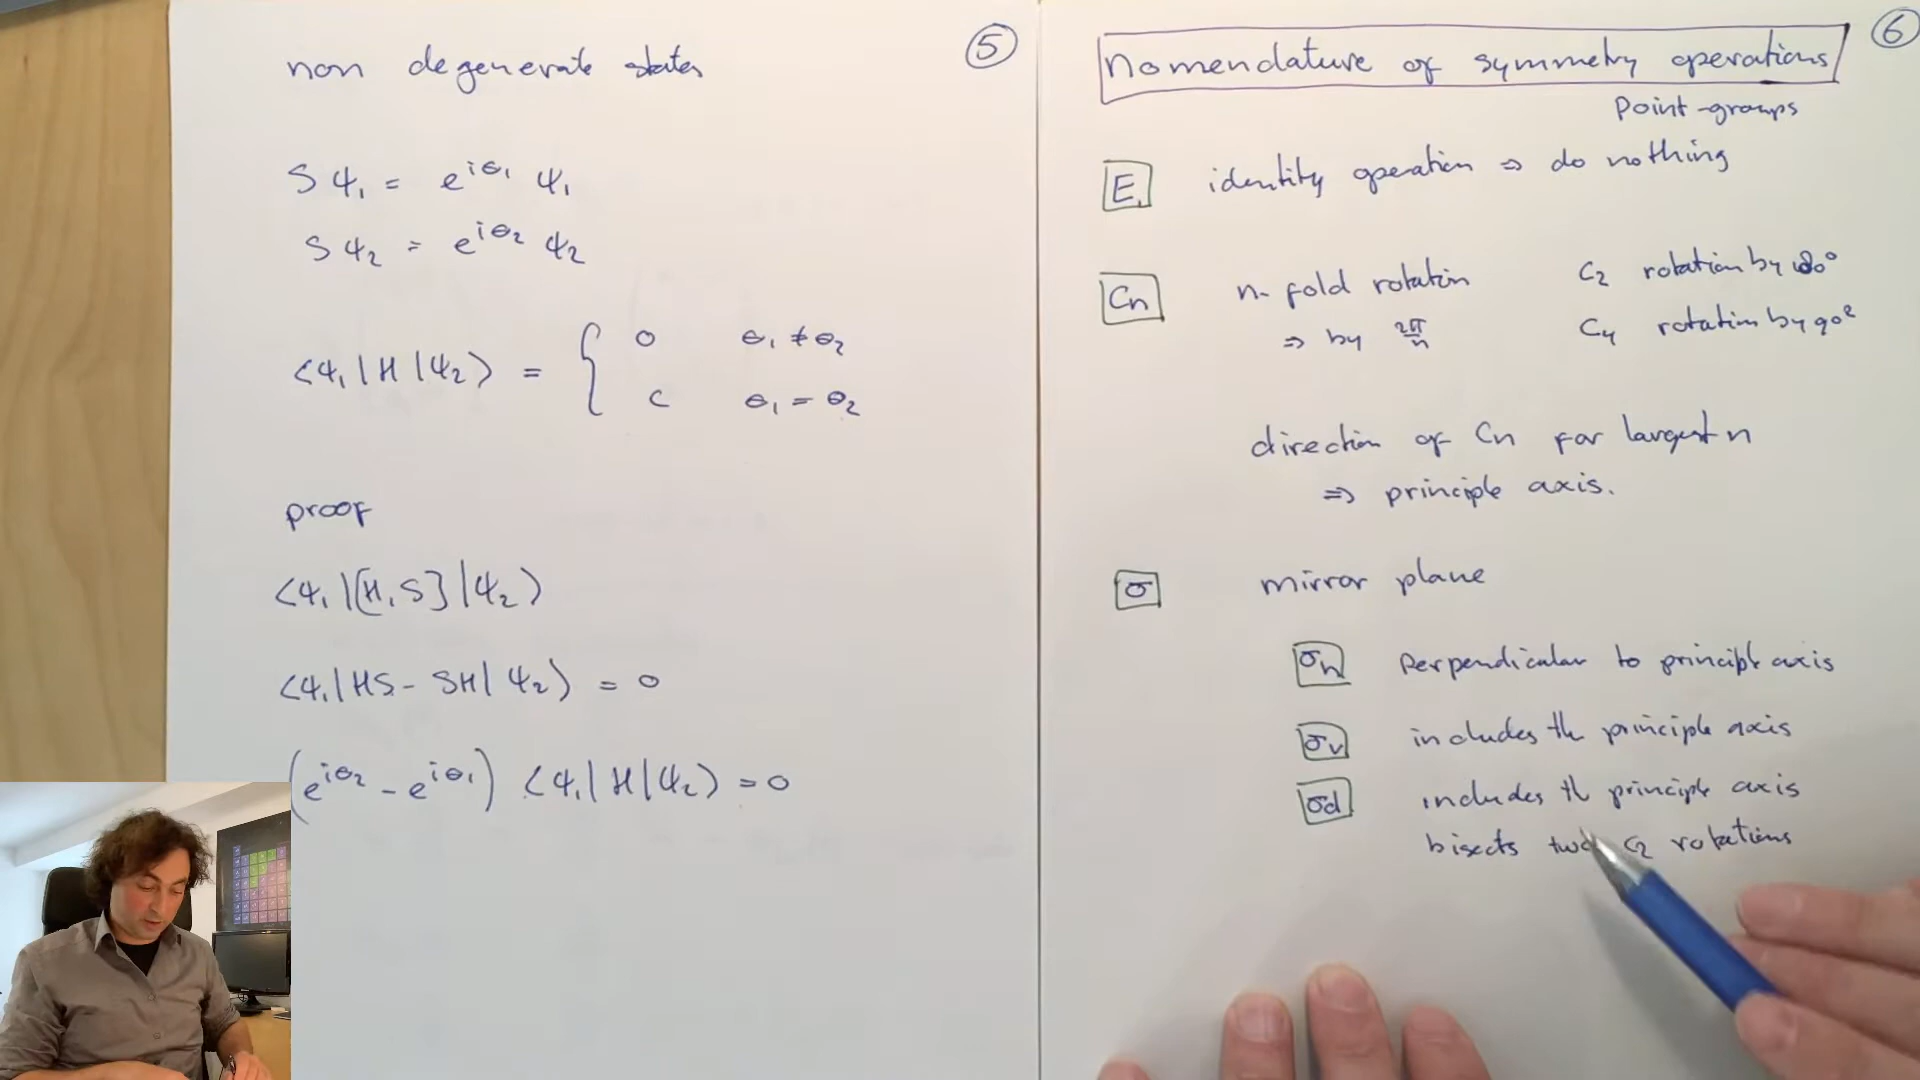 non degenerate states
5
Sψ₁ = e^{iθ₁} ψ₁
Sψ₂ = e^{iθ₂} ψ₂
⟨ψ₁|H|ψ₂⟩ = { 0 θ₁ ≠ θ₂
c θ₁ = θ₂
proof
⟨ψ₁|[H,S]|ψ₂⟩
⟨ψ₁|HS - SH|ψ₂⟩ = 0
(e^{iθ₂} - e^{iθ₁}) ⟨ψ₁|H|ψ₂⟩ = 0
6
nomenclature of symmetry operations
Point-groups
E identity operation ⇒ do nothing
Cn n-fold rotation C₂ rotation by 180°
⇒ by 2π/n C₄ rotation by 90°
direction of Cn for largest n
⇒ principle axis.
σ mirror plane
σh Perpendicular to principle axis
σv includes the principle axis
σd includes the principle axis
bisects two C₂ rotations